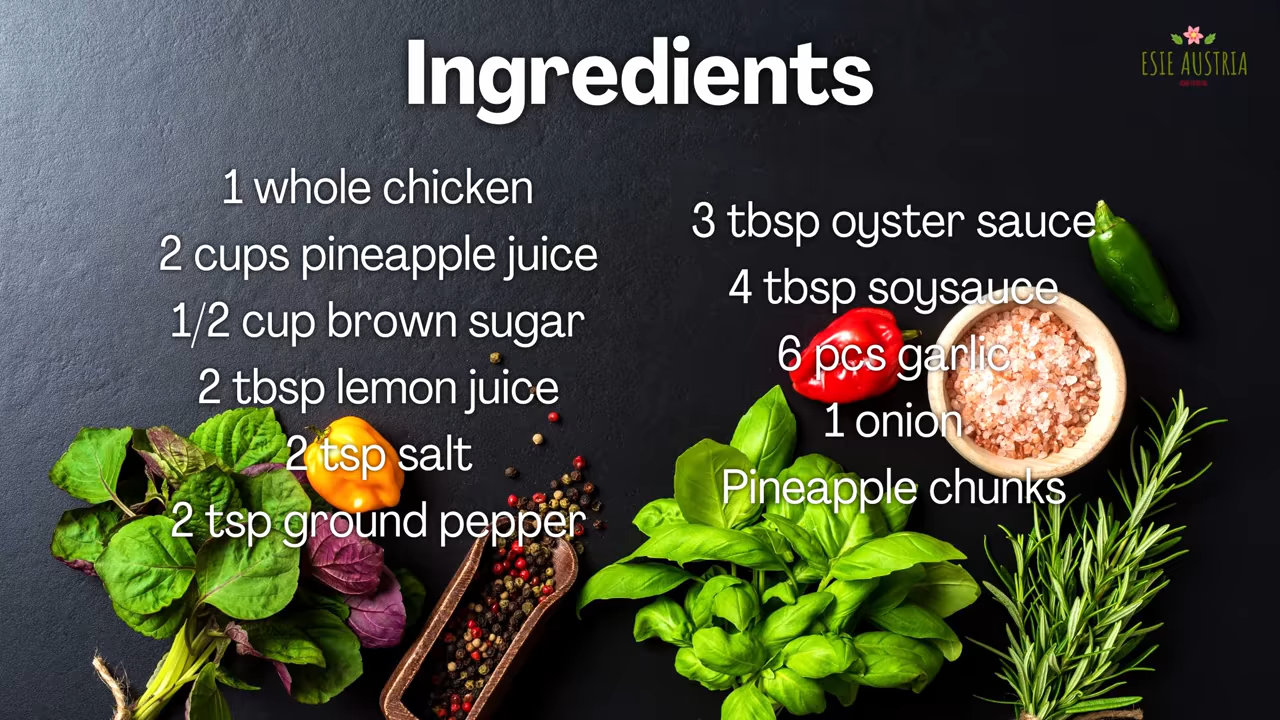 Ingredients
ESIE AUSTRIA
1 whole chicken
2 cups pineapple juice
1/2 cup brown sugar
2 tbsp lemon juice
2 tsp salt
2 tsp ground pepper
3 tbsp oyster sauce
4 tbsp soysauce
6 pcs garlic
1 onion
Pineapple chunks